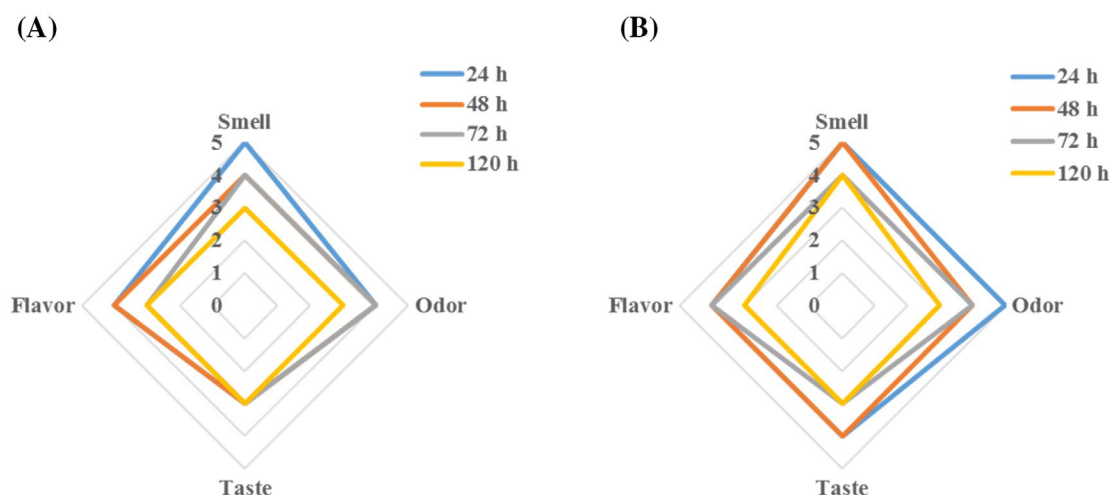 (A)
24 h
48 h
72 h
120 h
Smell
5
4
3
2
1
0
Flavor
Odor
Taste
(B)
24 h
48 h
72 h
120 h
Smell
5
4
3
2
1
0
Flavor
Odor
Taste